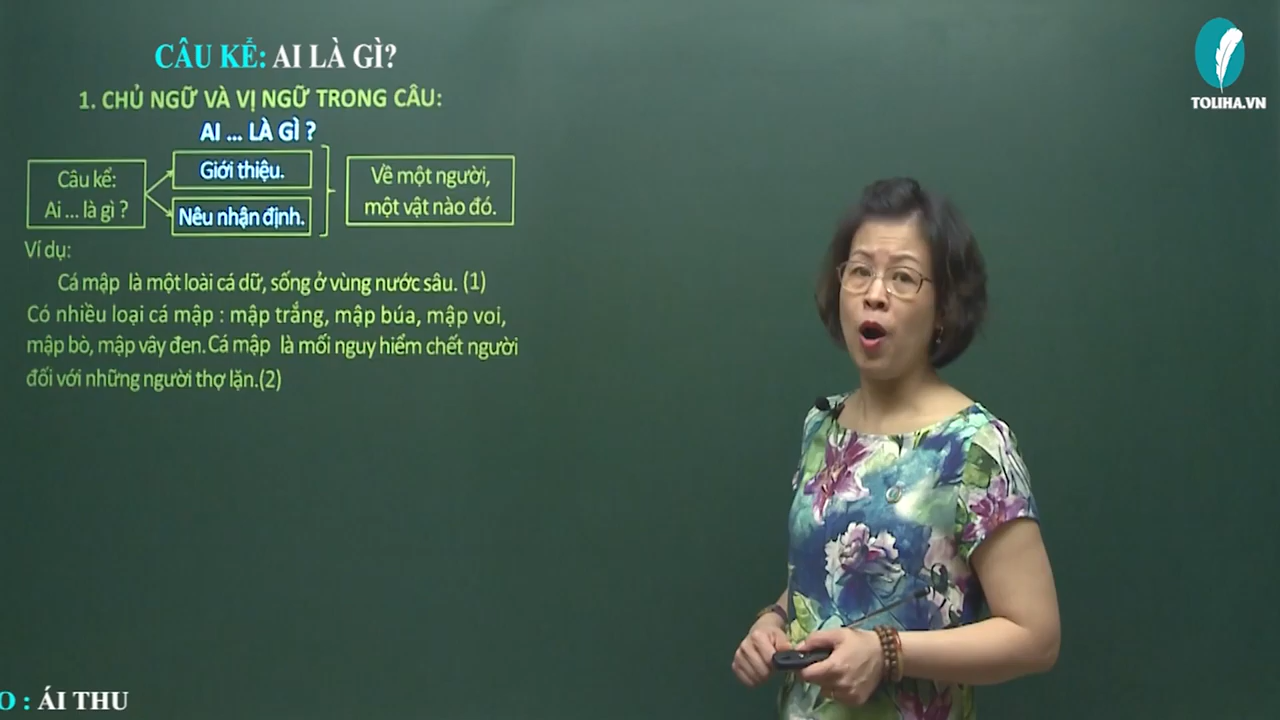 CÂU KỂ: AI LÀ GÌ?
TOLIHA.VN
1. CHỦ NGỮ VÀ VỊ NGỮ TRONG CÂU:
AI ... LÀ GÌ ?
Câu kể:
Ai ... là gì ?
Giới thiệu.
Nêu nhận định.
Về một người,
một vật nào đó.
Ví dụ:
Cá mập là một loài cá dữ, sống ở vùng nước sâu. (1)
Có nhiều loại cá mập : mập trắng, mập búa, mập voi,
mập bò, mập vây đen. Cá mập là mối nguy hiểm chết người
đối với những người thợ lặn.(2)
O : ÁI THU